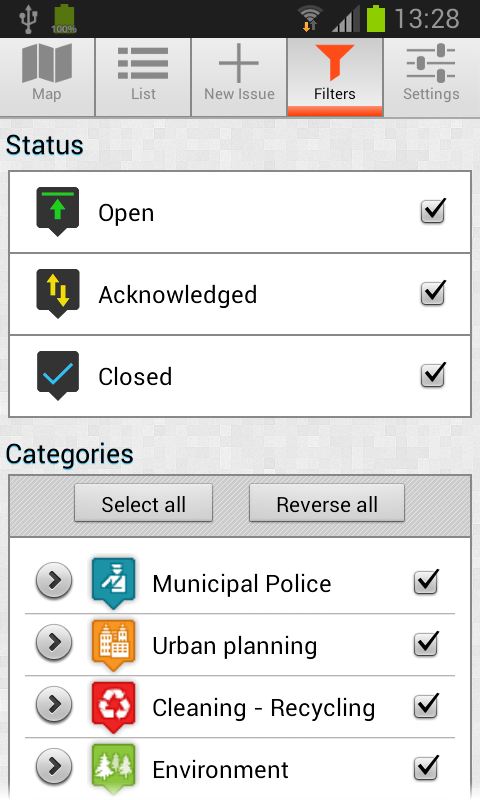 100%
13:28
Map
List
New Issue
Filters
Settings
Status
Open
Acknowledged
Closed
Categories
Select all
Reverse all
Municipal Police
Urban planning
Cleaning - Recycling
Environment